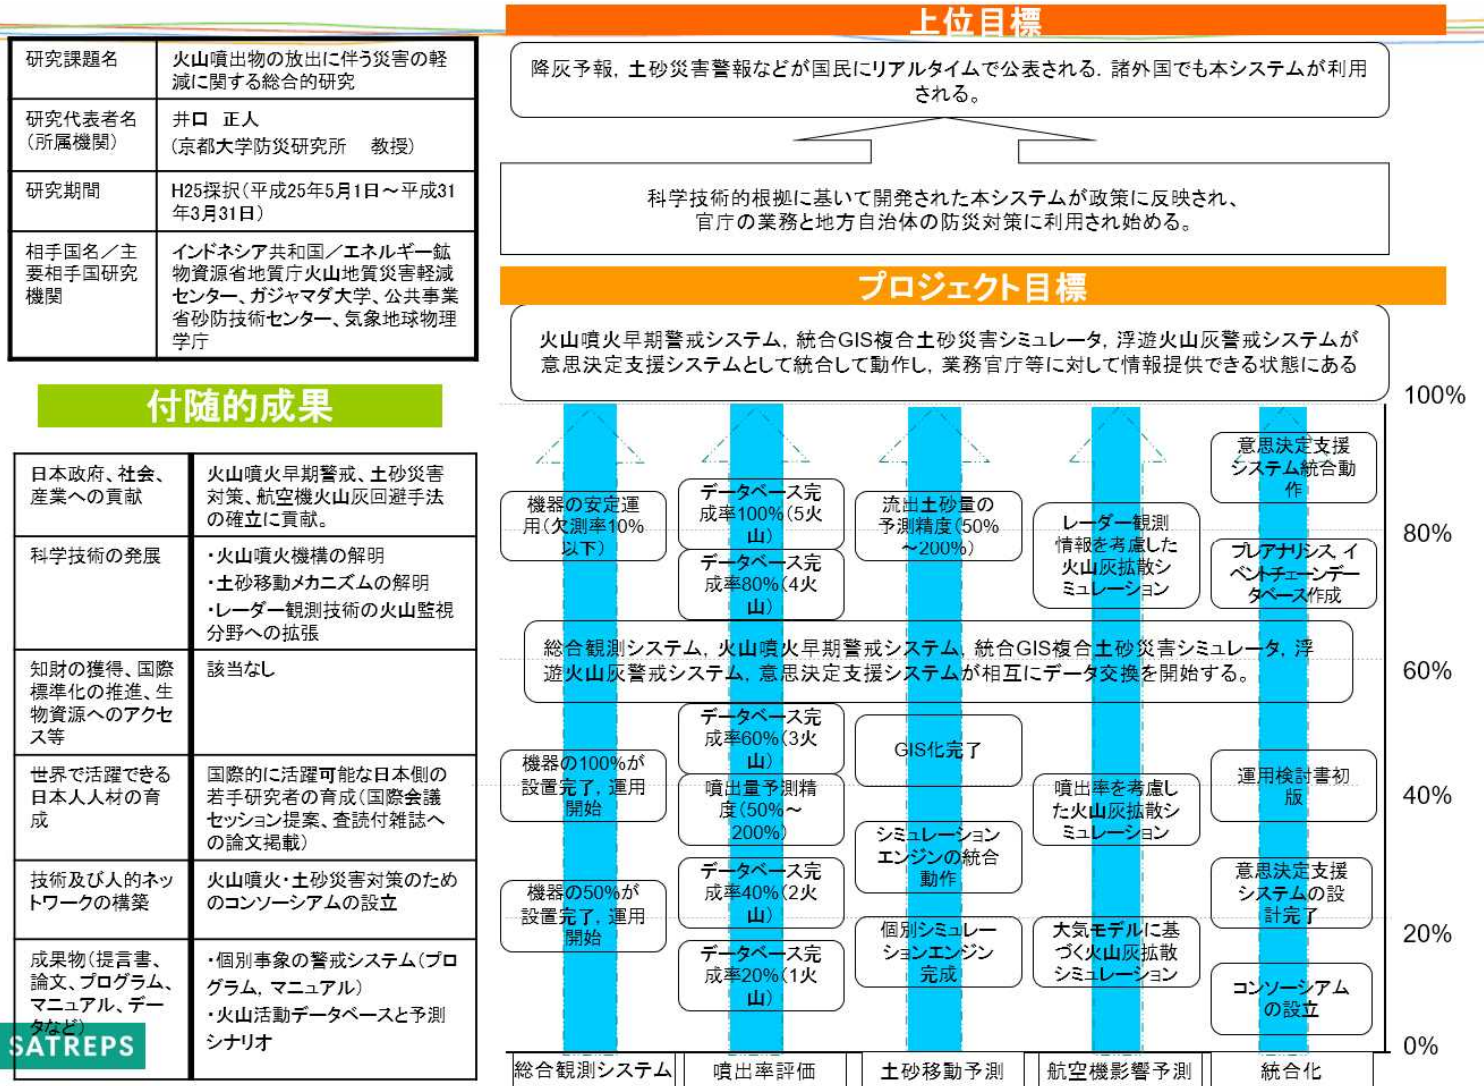 研究課題名
火山噴出物の放出に伴う災害の軽
減に関する総合的研究
研究代表者名
(所属機関)
井口 正人
(京都大学防災研究所 教授)
研究期間
H25採択(平成25年5月1日~平成31
年3月31日)
相手国名/主
要相手国研究
機関
インドネシア共和国/エネルギー鉱
物資源省地質庁火山地質災害軽減
センター、ガジャマダ大学、公共事業
省砂防技術センター、気象地球物理
学庁
付随的成果
日本政府、社会、
産業への貢献
火山噴火早期警戒、土砂災害
対策、航空機火山灰回避手法
の確立に貢献。
科学技術の発展
・火山噴火機構の解明
・土砂移動メカニズムの解明
・レーダー観測技術の火山監視
分野への拡張
知財の獲得、国際
標準化の推進、生
物資源へのアクセ
ス等
該当なし
世界で活躍できる
日本人人材の育
成
国際的に活躍可能な日本側の
若手研究者の育成(国際会議
セッション提案、査読付雑誌へ
の論文掲載)
技術及び人的ネッ
トワークの構築
火山噴火・土砂災害対策のため
のコンソーシアムの設立
成果物(提言書、
論文、プログラム、
マニュアル、デー
タなど)
・個別事象の警戒システム(プロ
グラム, マニュアル)
・火山活動データベースと予測
シナリオ
SATREPS
上位目標
降灰予報, 土砂災害警報などが国民にリアルタイムで公表される. 諸外国でも本システムが利用
される。
科学技術的根拠に基いて開発された本システムが政策に反映され、
官庁の業務と地方自治体の防災対策に利用され始める。
プロジェクト目標
火山噴火早期警戒システム, 統合GIS複合土砂災害シミュレータ, 浮遊火山灰警戒システムが
意思決定支援システムとして統合して動作し, 業務官庁等に対して情報提供できる状態にある
100%
80%
60%
40%
20%
0%
機器の安定運
用(欠測率10%
以下)
データベース完
成率100%(5火
山)
データベース完
成率80%(4火
山)
流出土砂量の
予測精度(50%
~200%)
レーダー観測
情報を考慮した
火山灰拡散シ
ミュレーション
意思決定支援
システム統合動
作
プレアナリシス, イ
ベントチェーンデー
タベース作成
総合観測システム, 火山噴火早期警戒システム, 統合GIS複合土砂災害シミュレータ, 浮
遊火山灰警戒システム, 意思決定支援システムが相互にデータ交換を開始する。
機器の100%が
設置完了, 運用
開始
データベース完
成率60%(3火
山)
噴出量予測精
度(50%~
200%)
GIS化完了
シミュレーション
エンジンの統合
動作
噴出率を考慮し
た火山灰拡散シ
ミュレーション
運用検討書初
版
機器の50%が
設置完了, 運用
開始
データベース完
成率40%(2火
山)
データベース完
成率20%(1火
山)
個別シミュレー
ションエンジン
完成
大気モデルに基
づく火山灰拡散
シミュレーション
意思決定支援
システムの設
計完了
コンソーシアム
の設立
総合観測システム
噴出率評価
土砂移動予測
航空機影響予測
統合化